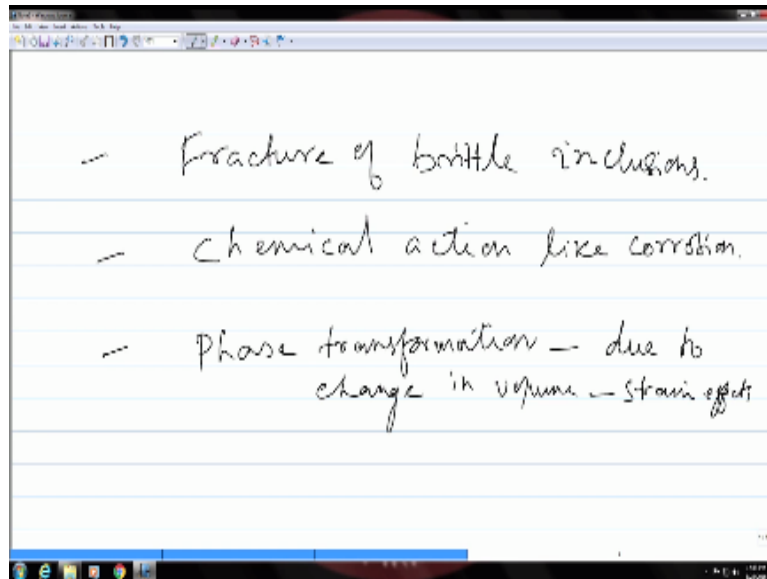 - Fracture of brittle inclusions.
- Chemical action like corrosion.
- Phase transformation - due to
change in volume - strain effects